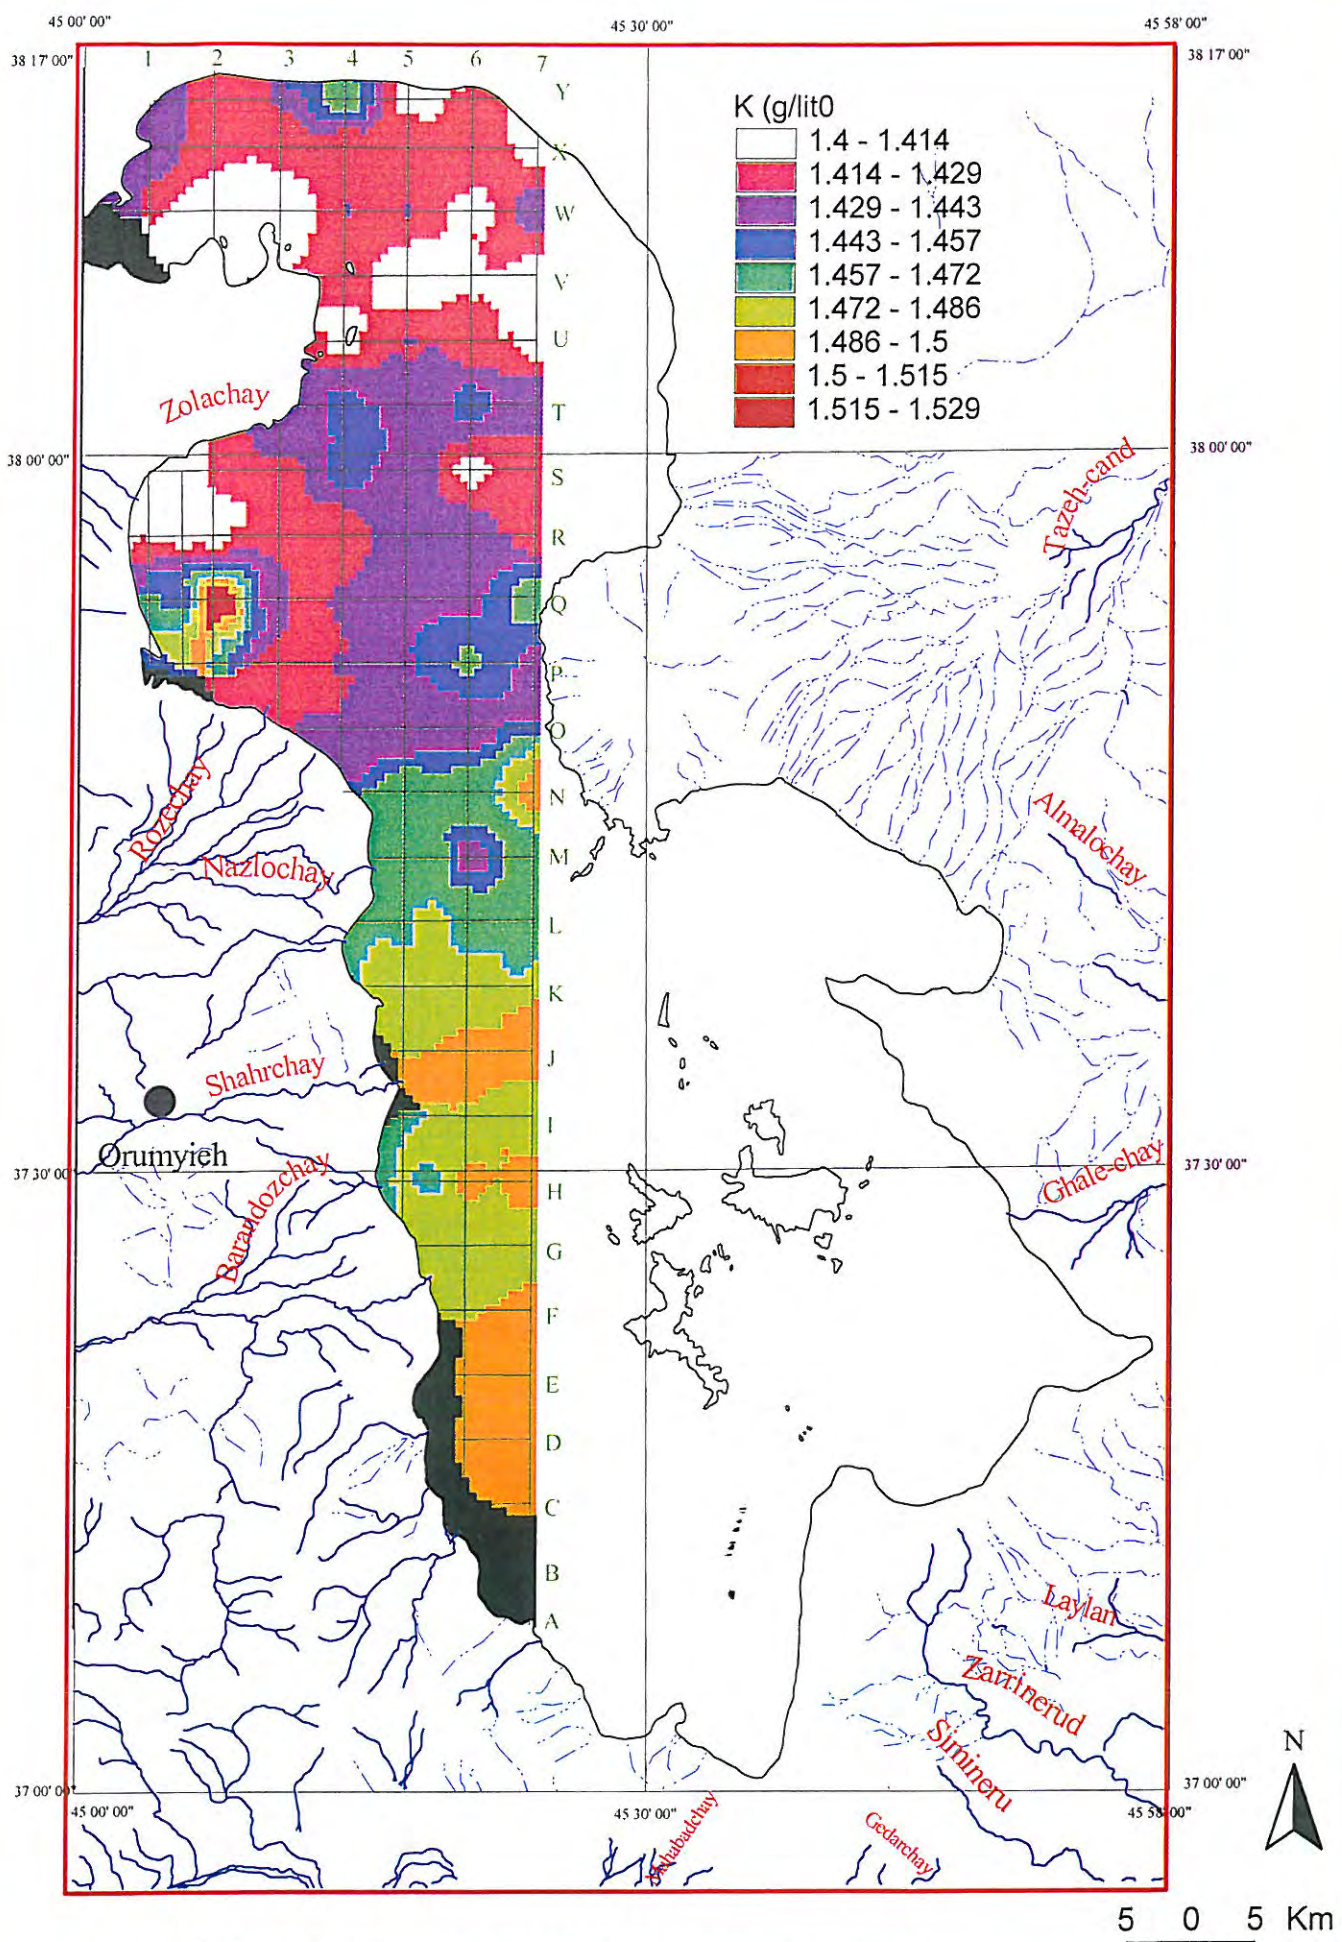 45 00' 00"
45 30' 00"
45 58' 00"
38 17' 00"
38 17' 00"
1 2 3 4 5 6 7
Y
X
W
V
U
T
S
R
Q
P
O
N
M
L
K
J
I
H
G
F
E
D
C
B
A
K (g/lit0
1.4 - 1.414
1.414 - 1.429
1.429 - 1.443
1.443 - 1.457
1.457 - 1.472
1.472 - 1.486
1.486 - 1.5
1.5 - 1.515
1.515 - 1.529
Zolachay
38 00' 00"
38 00' 00"
Tazeh-cand
Rozechay
Nazlochay
Almalochay
Shahrchay
Orumyieh
37 30' 00"
37 30' 00"
Barandozchay
Ghale-chay
Laylan
Zarrinerud
Simineru
37 00' 00"
37 00' 00"
45 00' 00"
45 30' 00"
45 58' 00"
Gedarchay
N
5 0 5 Km